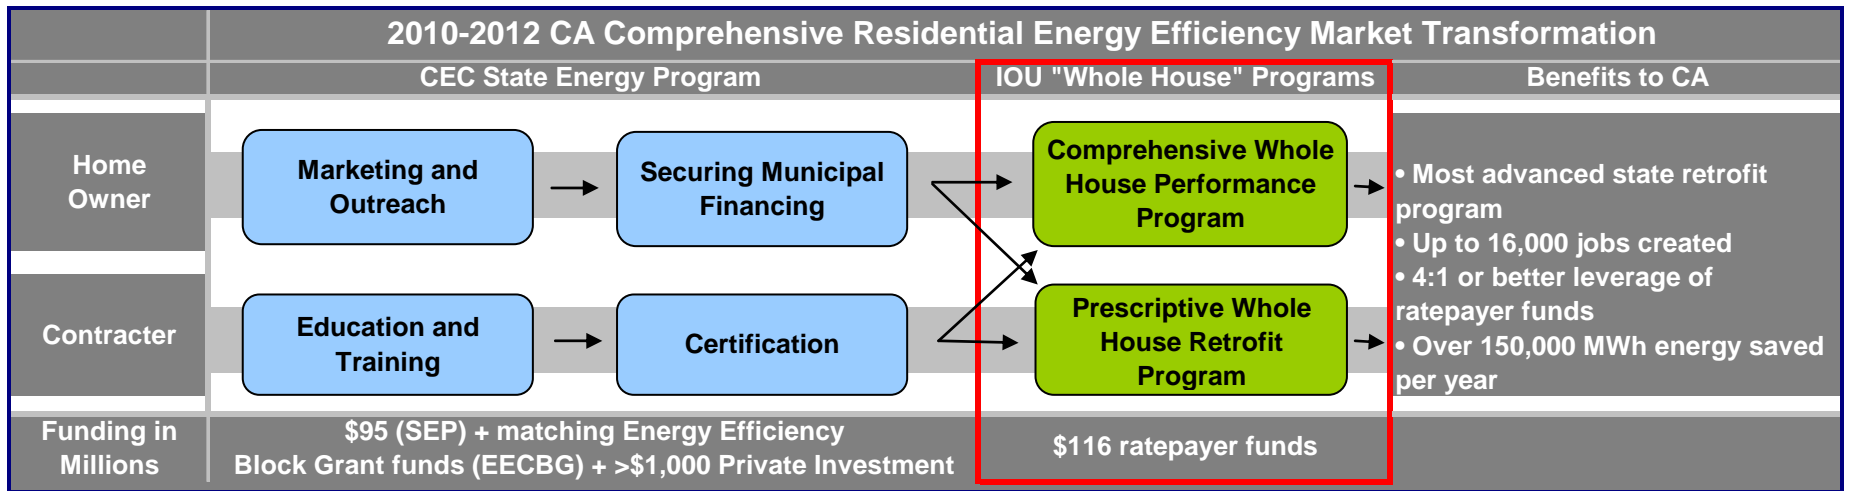 2010-2012 CA Comprehensive Residential Energy Efficiency Market Transformation
CEC State Energy Program
IOU "Whole House" Programs
Benefits to CA
Home
Owner
Marketing and
Outreach
Securing Municipal
Financing
Comprehensive Whole
House Performance
Program
Contracter
Education and
Training
Certification
Prescriptive Whole
House Retrofit
Program
• Most advanced state retrofit
program
• Up to 16,000 jobs created
• 4:1 or better leverage of
ratepayer funds
• Over 150,000 MWh energy saved
per year
Funding in
Millions
$95 (SEP) + matching Energy Efficiency
Block Grant funds (EECBG) + >$1,000 Private Investment
$116 ratepayer funds